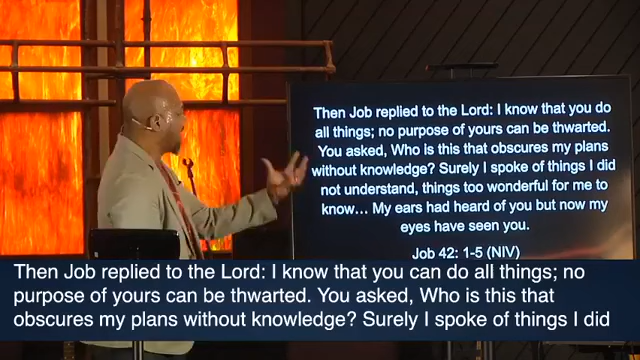 Then Job replied to the Lord: I know that you do
all things; no purpose of yours can be thwarted.
You asked, Who is this that obscures my plans
without knowledge? Surely I spoke of things I did
not understand, things too wonderful for me to
know... My ears had heard of you but now my
eyes have seen you.
Job 42: 1-5 (NIV)
Then Job replied to the Lord: I know that you can do all things; no
purpose of yours can be thwarted. You asked, Who is this that
obscures my plans without knowledge? Surely I spoke of things I did